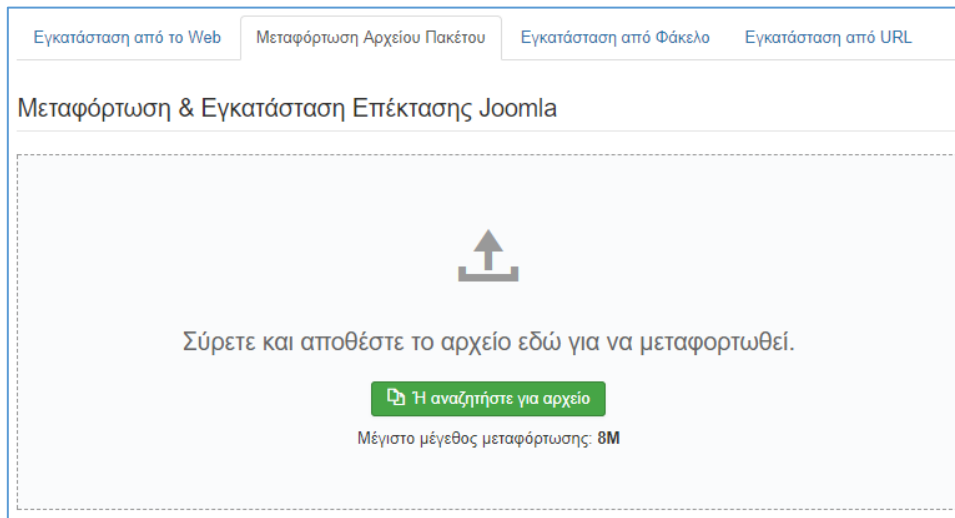 Εγκατάσταση από το Web Μεταφόρτωση Αρχείου Πακέτου Εγκατάσταση από Φάκελο Εγκατάσταση από URL
Μεταφόρτωση & Εγκατάσταση Επέκτασης Joomla
Σύρετε και αποθέστε το αρχείο εδώ για να μεταφορτωθεί.
Ή αναζητήστε για αρχείο
Μέγιστο μέγεθος μεταφόρτωσης: 8M